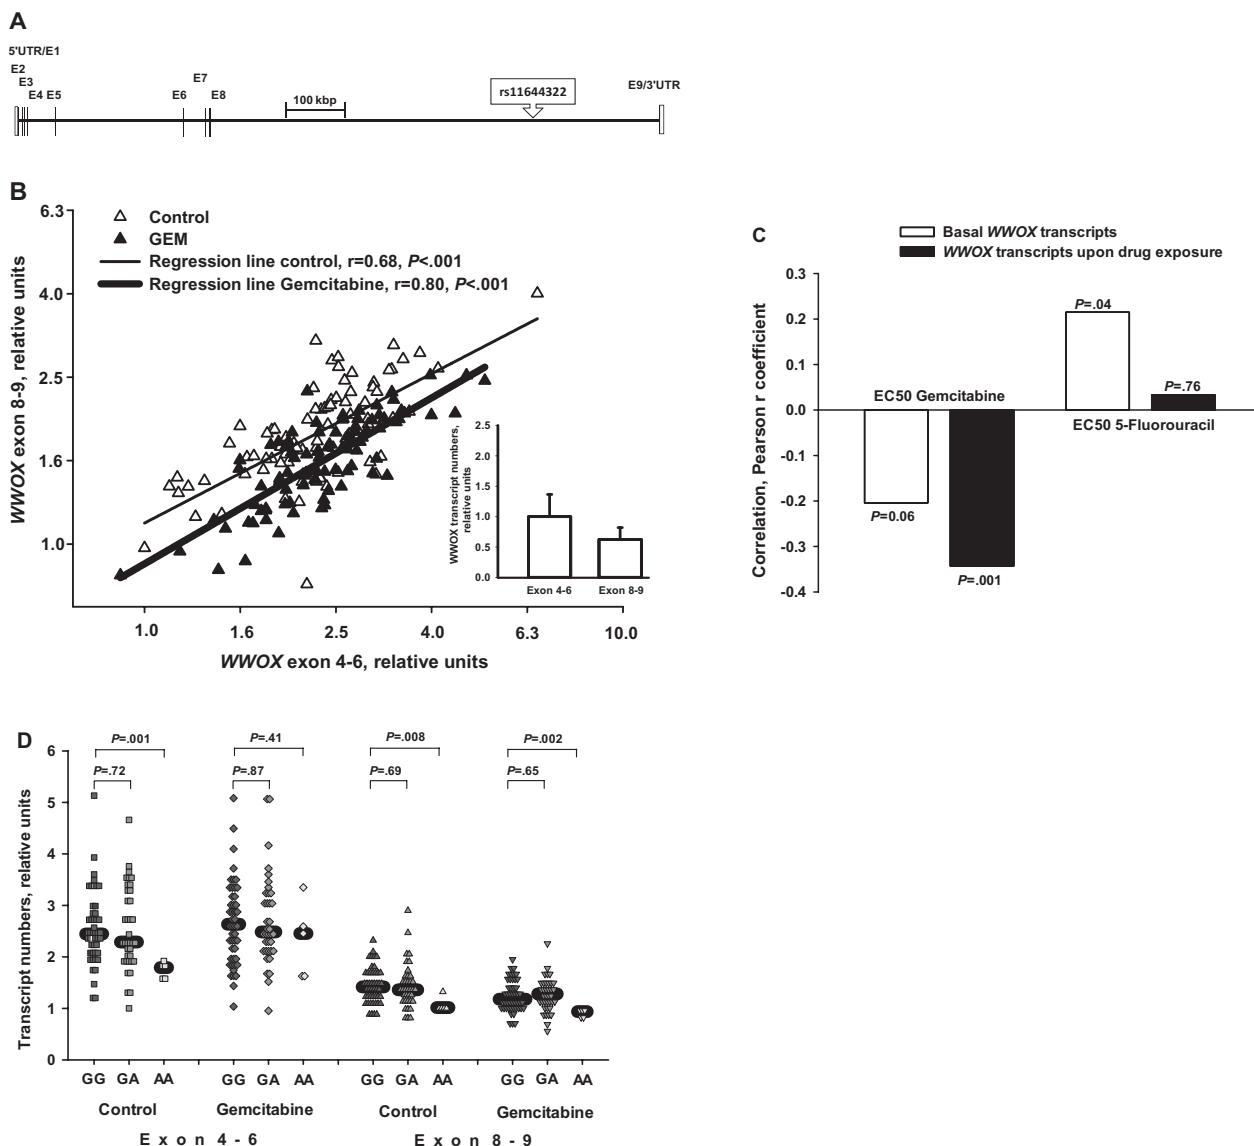 A
5'UTR/E1
E2
E3
E4 E5
E6
E7
E8
100 kbp
rs11644322
E9/3'UTR
B
WWOX exon 8-9, relative units
6.3
4.0
2.5
1.6
1.0
Control
GEM
Regression line control, r=0.68, P<.001
Regression line Gemcitabine, r=0.80, P<.001
WWOX transcript numbers,
relative units
2.5
2.0
1.5
1.0
0.5
0.0
Exon 4-6 Exon 8-9
1.0 1.6 2.5 4.0 6.3 10.0
WWOX exon 4-6, relative units
C
Basal WWOX transcripts
WWOX transcripts upon drug exposure
Correlation, Pearson r coefficient
0.3
0.2
0.1
0.0
-0.1
-0.2
-0.3
-0.4
P=.04
EC50 Gemcitabine
P=.76
EC50 5-Fluorouracil
P=0.06
P=.001
D
Transcript numbers, relative units
6
5
4
3
2
1
0
P=.001
P=.72
P=.41
P=.87
P=.008
P=.69
P=.002
P=.65
GG GA AA GG GA AA GG GA AA GG GA AA
Control Gemcitabine Control Gemcitabine
Exon 4-6 Exon 8-9